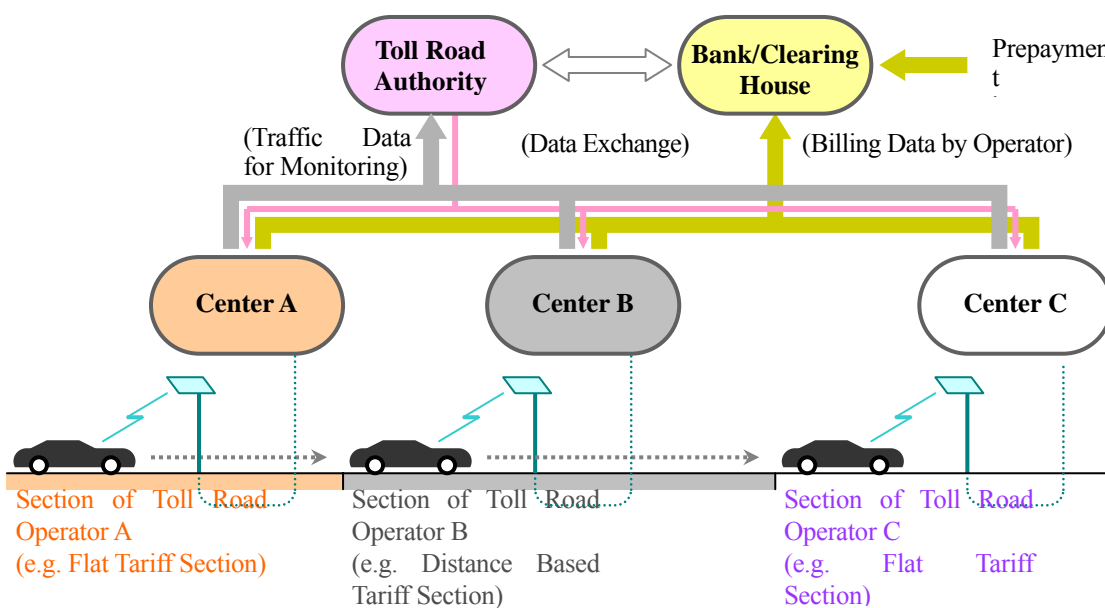 Toll Road
Authority
Bank/Clearing
House
Prepaymen
t
(Traffic Data
for Monitoring)
(Data Exchange)
(Billing Data by Operator)
Center A
Center B
Center C
Section of Toll Road
Operator A
(e.g. Flat Tariff Section)
Section of Toll Road
Operator B
(e.g. Distance Based
Tariff Section)
Section of Toll Road
Operator C
(e.g. Flat Tariff
Section)